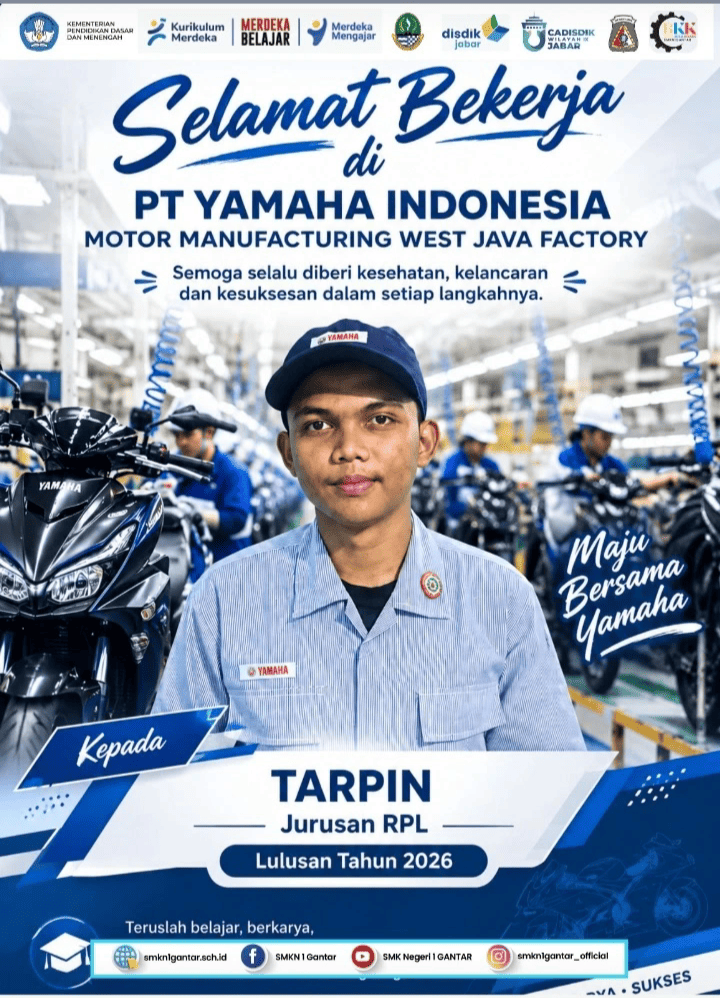 KEMENTERIAN
PENDIDIKAN DASAR
DAN MENENGAH
Kurikulum
Merdeka
MERDEKA
BELAJAR
Merdeka
Mengajar
disdik
jabar
CADISDIK
JABAR
Selamat Bekerja
di
PT YAMAHA INDONESIA
MOTOR MANUFACTURING WEST JAVA FACTORY
Semoga selalu diberi kesehatan, kelancaran
dan kesuksesan dalam setiap langkahnya.
YAMAHA
YAMAHA
Maju
Bersama
Yamaha
YAMAHA
Kepada
TARPIN
Jurusan RPL
Lulusan Tahun 2026
Teruslah belajar, berkarya,
smkn1gantar.sch.id
SMKN 1 Gantar
SMK Negeri 1 GANTAR
smkn1gantar_official
• SUKSES